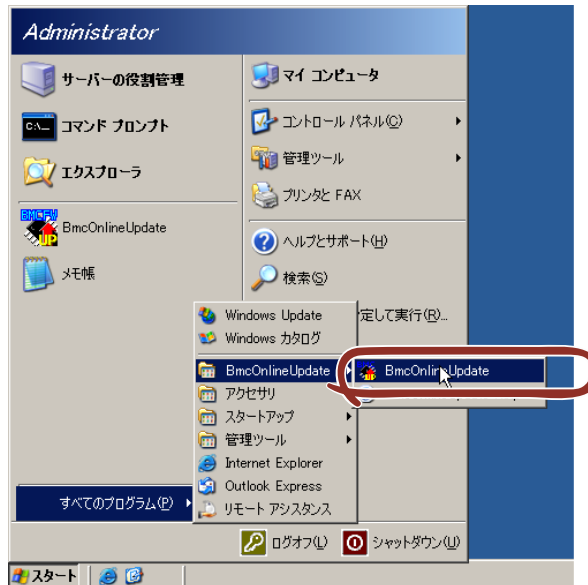 Administrator
サーバーの役割管理
コマンド プロンプト
エクスプローラ
BmcOnlineUpdate
メモ帳
マイ コンピュータ
コントロール パネル(C)
管理ツール
プリンタと FAX
ヘルプとサポート(H)
検索(S)
定して実行(R)...
Windows Update
Windows カタログ
BmcOnlineUpdate
アクセサリ
スタートアップ
管理ツール
Internet Explorer
Outlook Express
リモート アシスタンス
BmcOnlineUpdate
すべてのプログラム(P)
ログオフ(L)
シャットダウン(U)
スタート